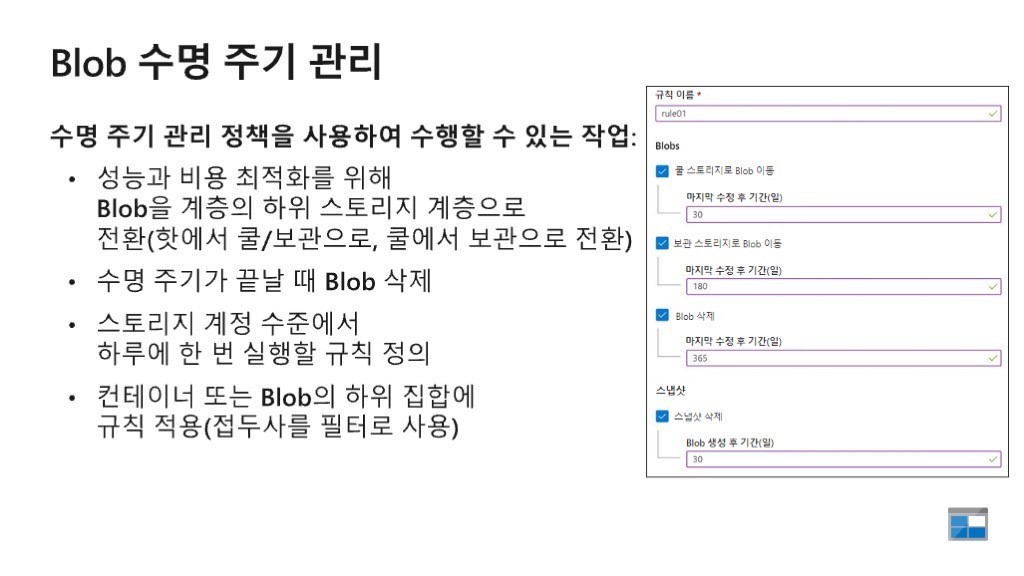 Blob 수명 주기 관리
수명 주기 관리 정책을 사용하여 수행할 수 있는 작업:
• 성능과 비용 최적화를 위해
Blob을 계층의 하위 스토리지 계층으로
전환(핫에서 쿨/보관으로, 쿨에서 보관으로 전환)
• 수명 주기가 끝날 때 Blob 삭제
• 스토리지 계정 수준에서
하루에 한 번 실행할 규칙 정의
• 컨테이너 또는 Blob의 하위 집합에
규칙 적용(접두사를 필터로 사용)
규칙 이름 *
rule01
Blobs
쿨 스토리지로 Blob 이동
마지막 수정 후 기간(일)
30
보관 스토리지로 Blob 이동
마지막 수정 후 기간(일)
180
Blob 삭제
마지막 수정 후 기간(일)
365
스냅샷
스냅샷 삭제
Blob 생성 후 기간(일)
30